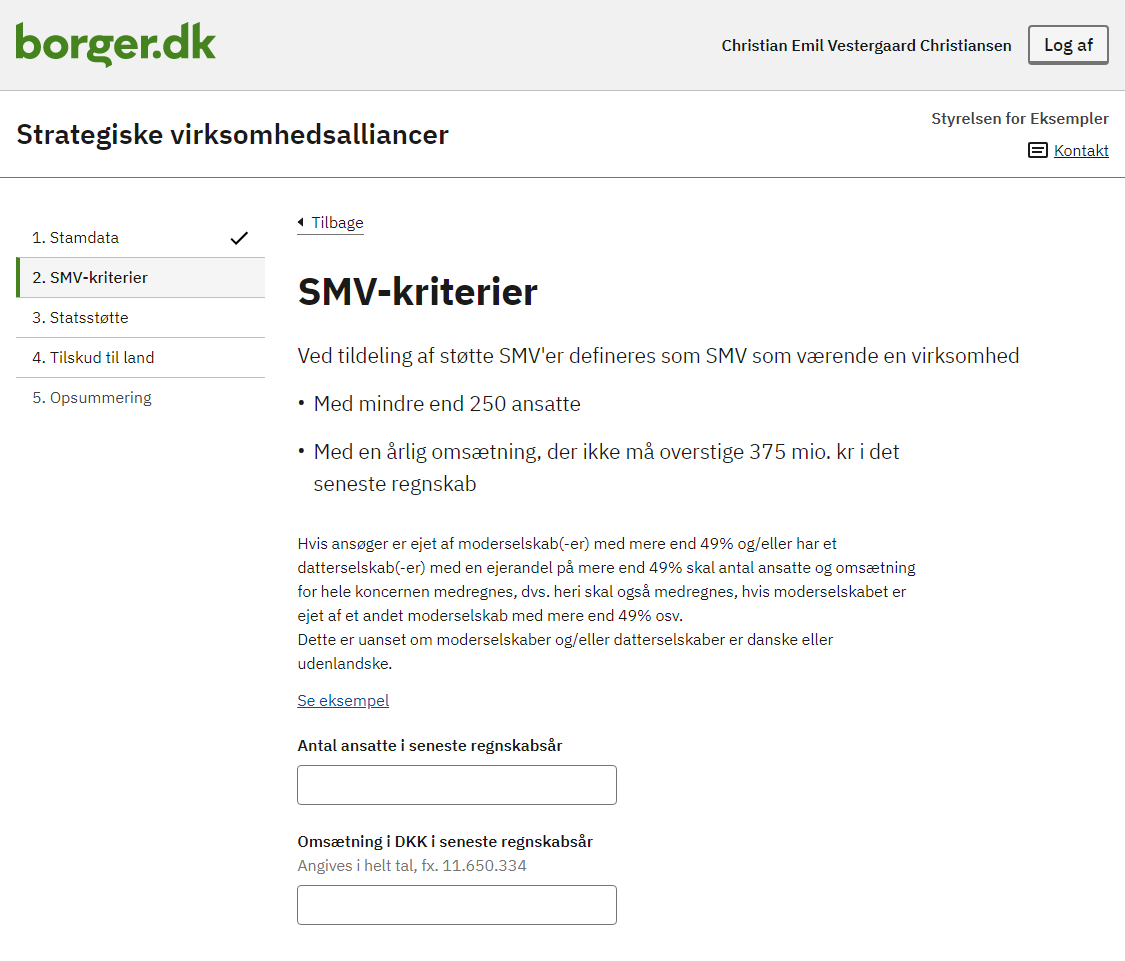 borger.dk
Christian Emil Vestergaard Christiansen
Log af
Strategiske virksomhedsalliancer
Styrelsen for Eksempler
Kontakt
1. Stamdata
2. SMV-kriterier
3. Statsstøtte
4. Tilskud til land
5. Opsummering
Tilbage
SMV-kriterier
Ved tildeling af støtte SMV'er defineres som SMV som værende en virksomhed
• Med mindre end 250 ansatte
• Med en årlig omsætning, der ikke må overstige 375 mio. kr i det
seneste regnskab
Hvis ansøger er ejet af moderselskab(-er) med mere end 49% og/eller har et
datterselskab(-er) med en ejerandel på mere end 49% skal antal ansatte og omsætning
for hele koncernen medregnes, dvs. heri skal også medregnes, hvis moderselskabet er
ejet af et andet moderselskab med mere end 49% osv.
Dette er uanset om moderselskaber og/eller datterselskaber er danske eller
udenlandske.
Se eksempel
Antal ansatte i seneste regnskabsår
Omsætning i DKK i seneste regnskabsår
Angives i helt tal, fx. 11.650.334